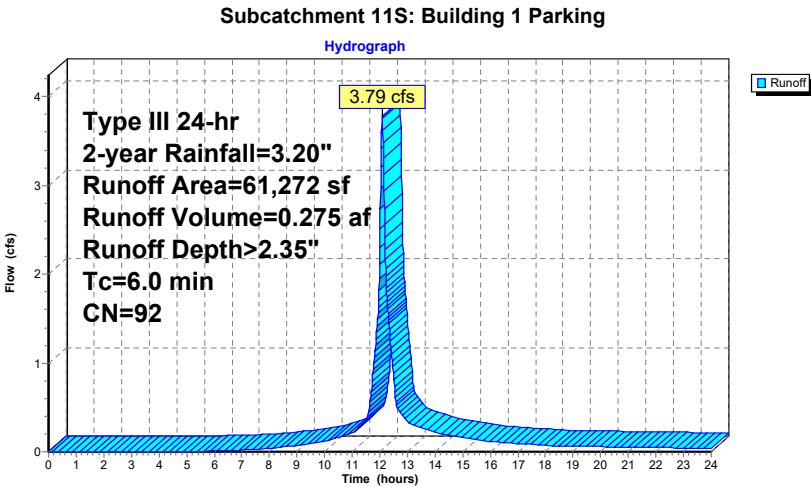 Subcatchment 11S: Building 1 Parking
Hydrograph
Runoff
3.79 cfs
Type III 24-hr
2-year Rainfall=3.20"
Runoff Area=61,272 sf
Runoff Volume=0.275 af
Runoff Depth>2.35"
Tc=6.0 min
CN=92
Flow (cfs)
4
3
2
1
0
0 1 2 3 4 5 6 7 8 9 10 11 12 13 14 15 16 17 18 19 20 21 22 23 24
Time (hours)